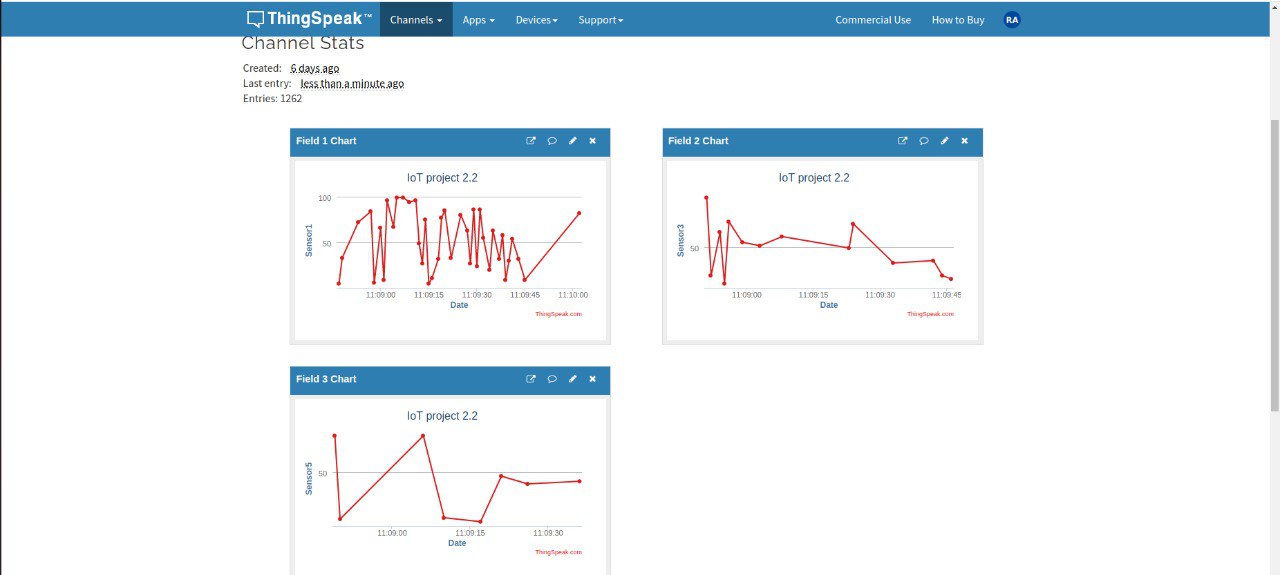 ThingSpeak™ Channels Apps Devices Support Commercial Use How to Buy RA
Channel Stats
Created: 6 days ago
Last entry: less than a minute ago
Entries: 1262
Field 1 Chart
IoT project 2.2
100
50
Sensor1
11:09:00 11:09:15 11:09:30 11:09:45 11:10:00
Date
ThingSpeak.com
Field 2 Chart
IoT project 2.2
50
Sensor3
11:09:00 11:09:15 11:09:30 11:09:45
Date
ThingSpeak.com
Field 3 Chart
IoT project 2.2
50
Sensor5
11:09:00 11:09:15 11:09:30
Date
ThingSpeak.com